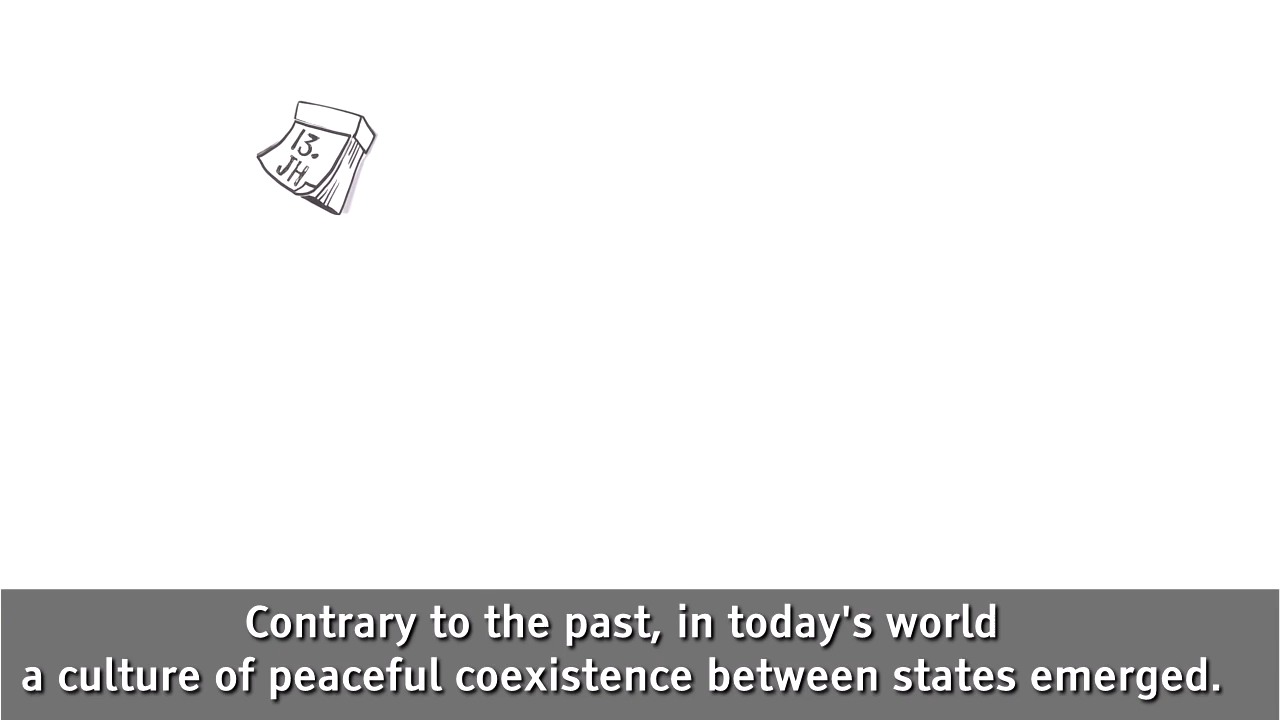 13.
JH
Contrary to the past, in today's world
a culture of peaceful coexistence between states emerged.